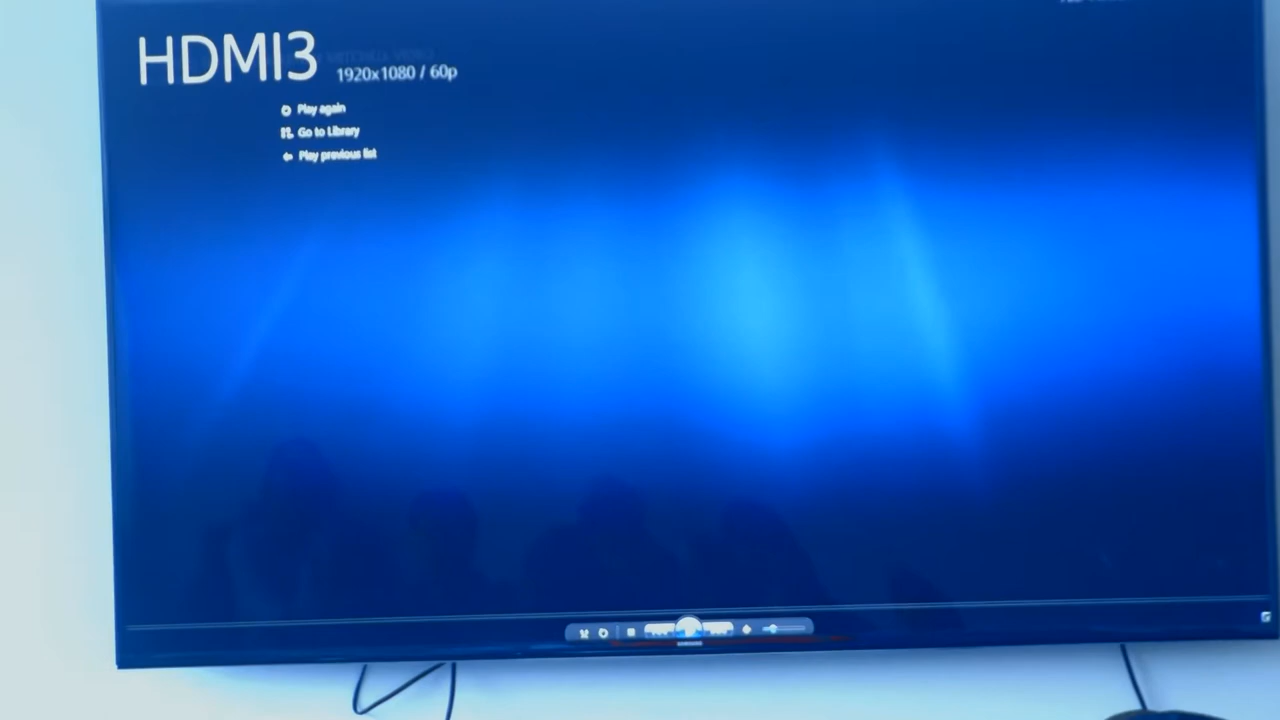 HDMI3
1920x1080 / 60p
Play again
Go to Library
Play previous list